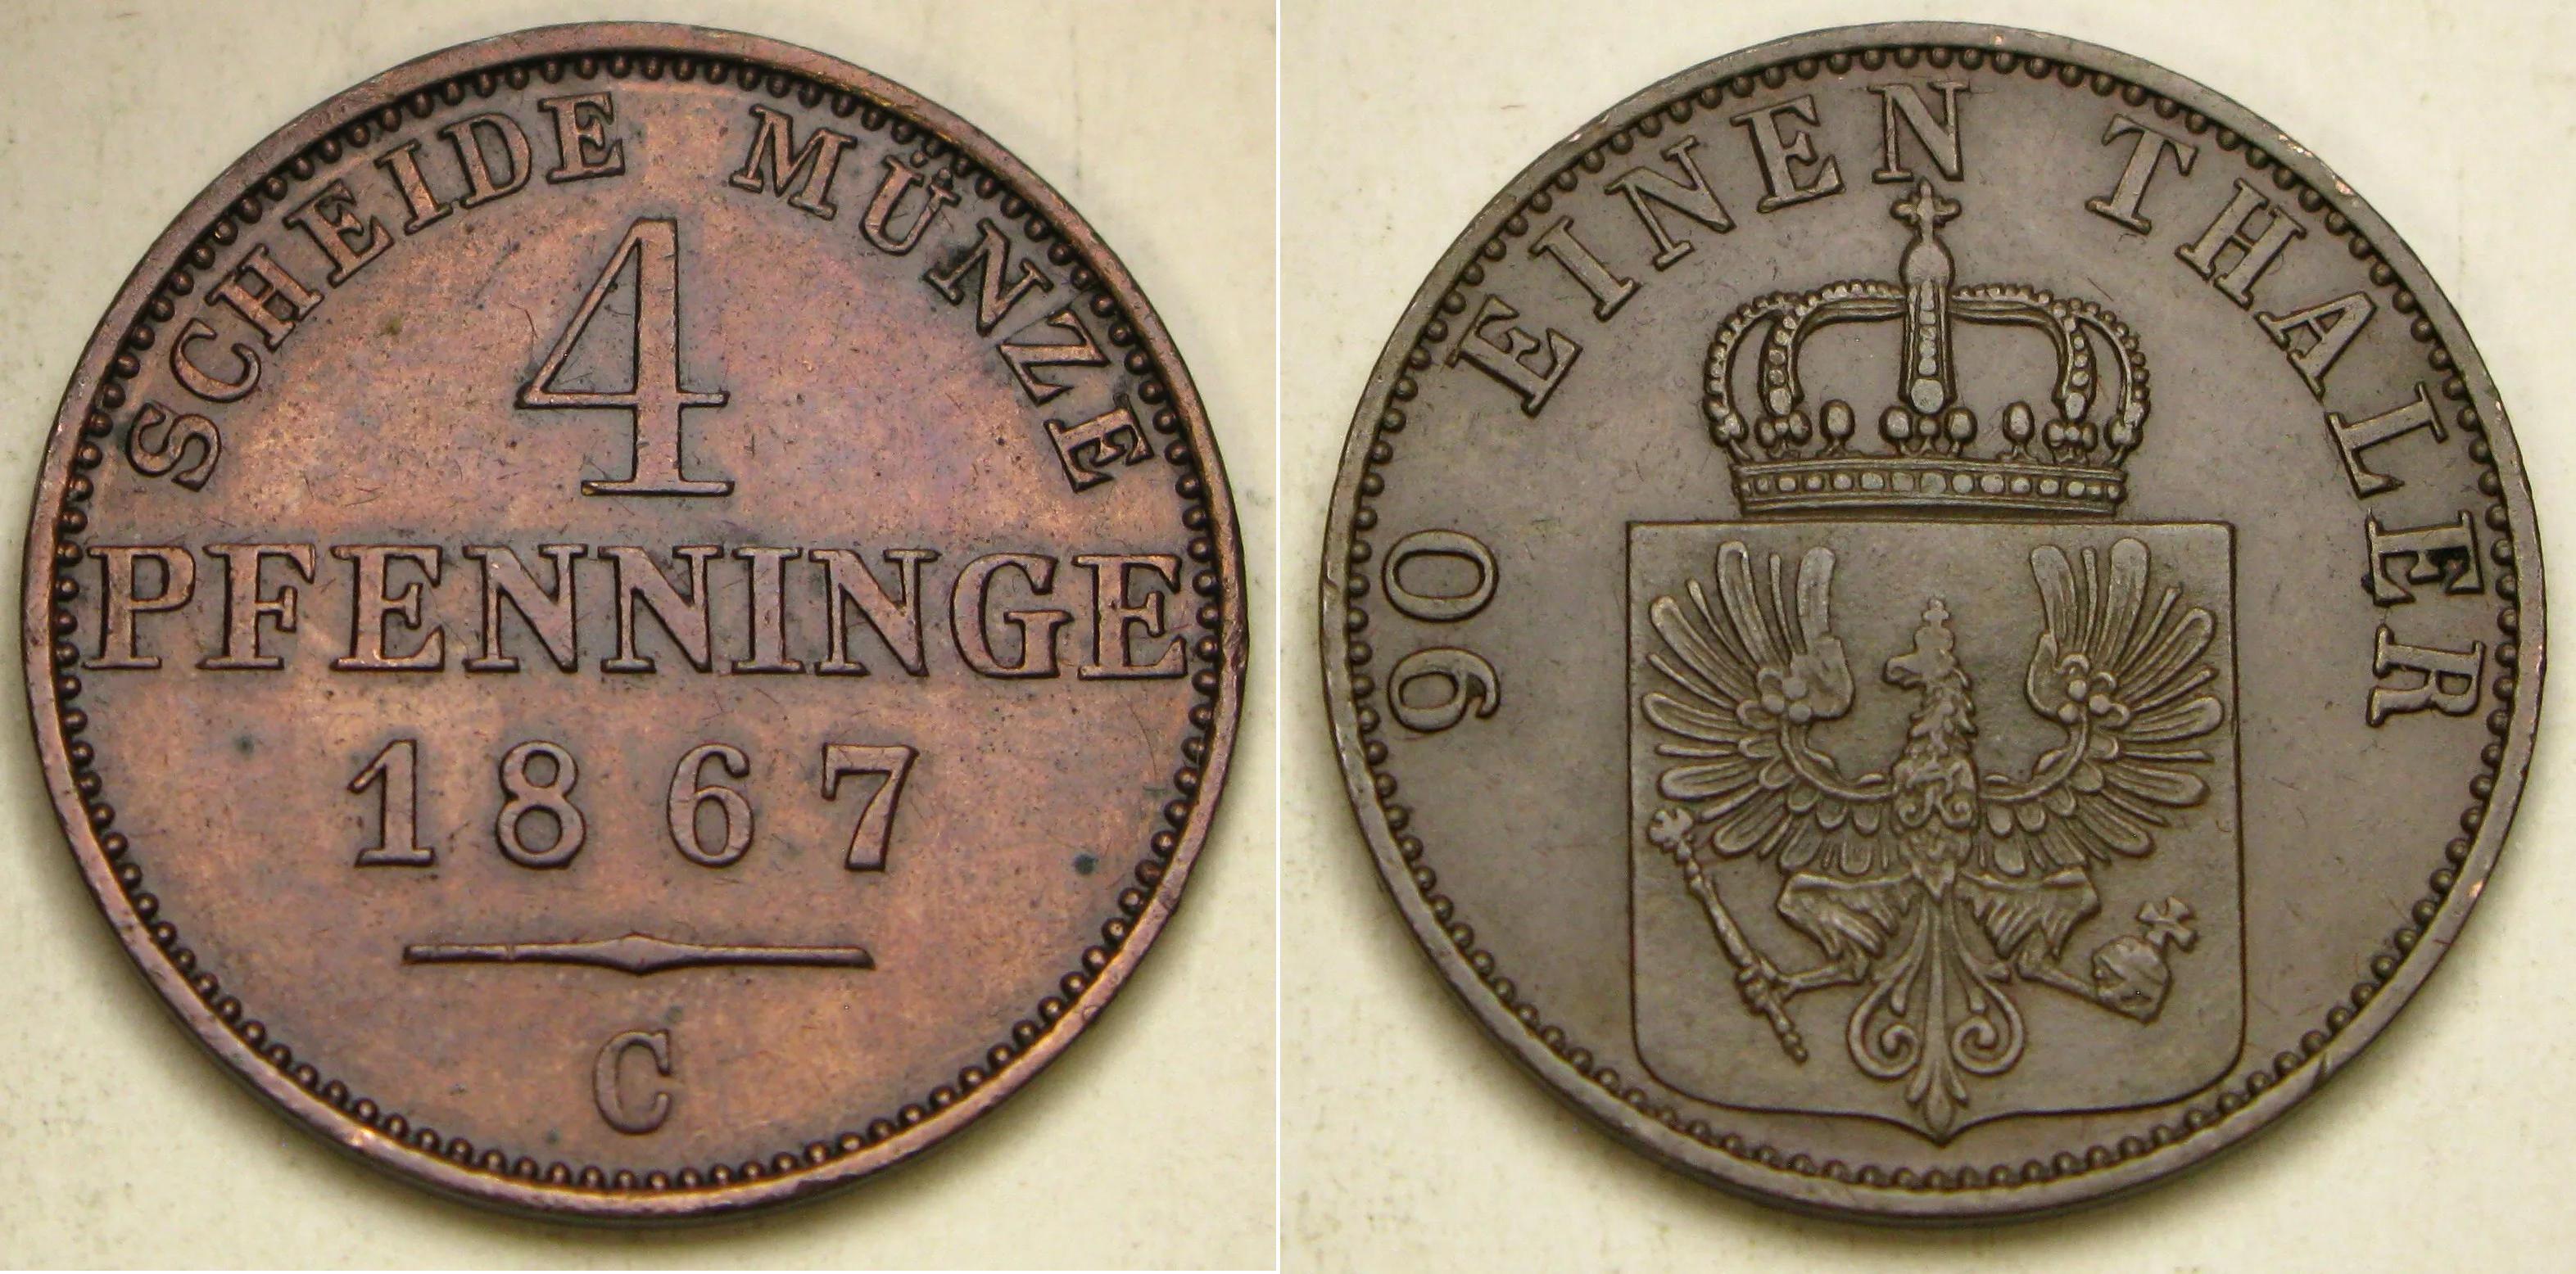 SCHEIDE MÜNZE
4
PFENNINGE
1867
C
90 EINEN THALER